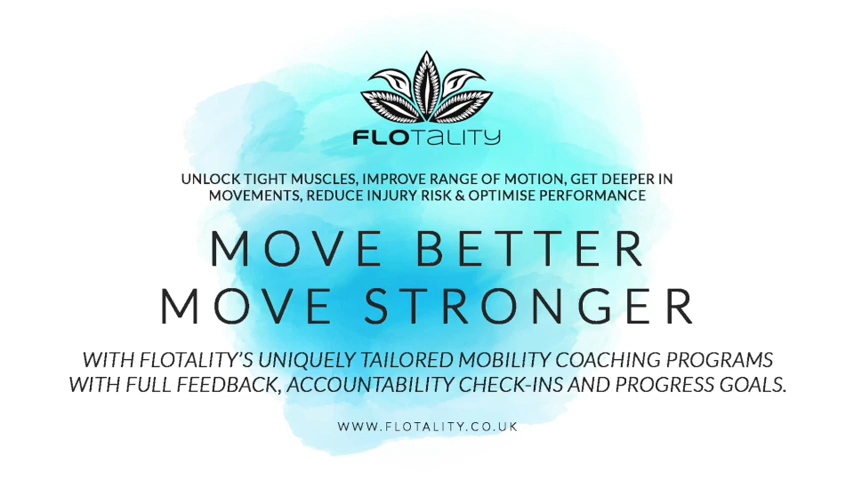 FLOTALITY
UNLOCK TIGHT MUSCLES, IMPROVE RANGE OF MOTION, GET DEEPER IN
MOVEMENTS, REDUCE INJURY RISK & OPTIMISE PERFORMANCE
MOVE BETTER
MOVE STRONGER
WITH FLOTALITY'S UNIQUELY TAILORED MOBILITY COACHING PROGRAMS
WITH FULL FEEDBACK, ACCOUNTABILITY CHECK-INS AND PROGRESS GOALS.
WWW.FLOTALITY.CO.UK